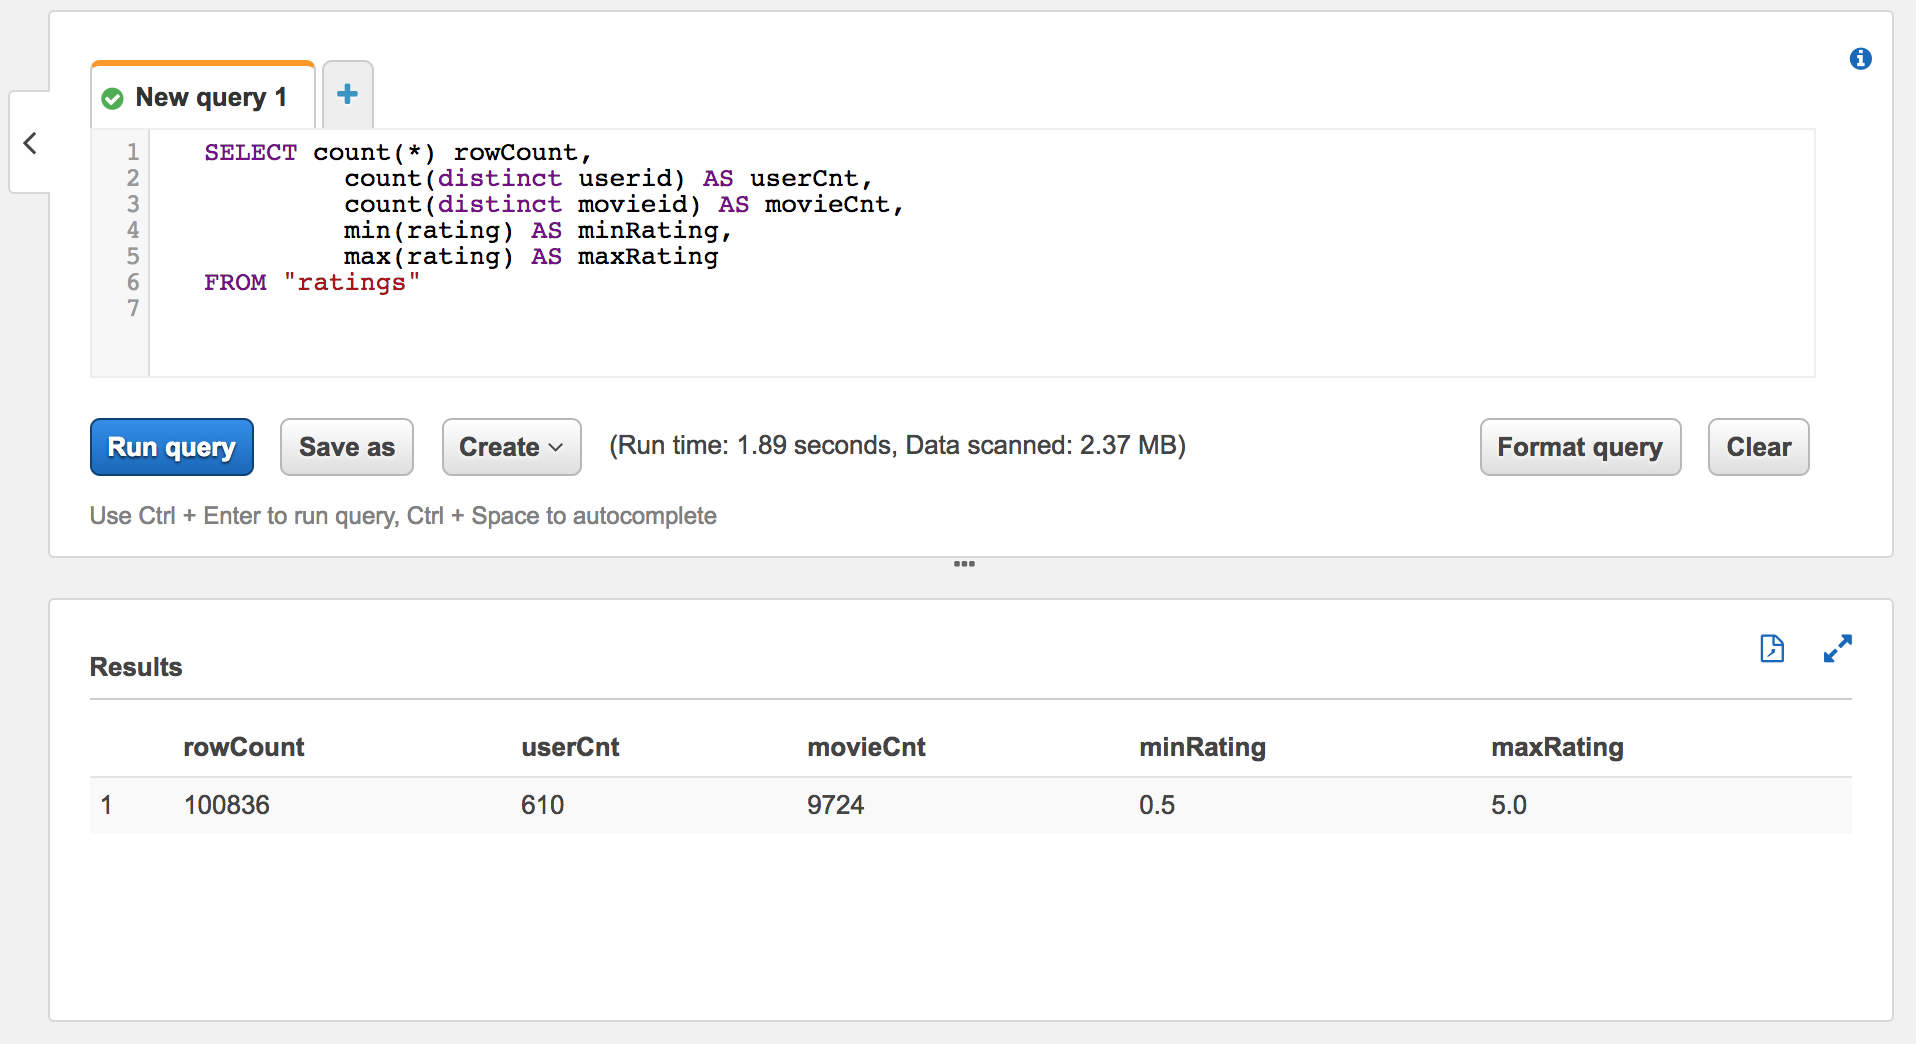 New query 1
1 SELECT count(*) rowCount,
2 count(distinct userid) AS userCnt,
3 count(distinct movieid) AS movieCnt,
4 min(rating) AS minRating,
5 max(rating) AS maxRating
6 FROM "ratings"
7
Run query Save as Create (Run time: 1.89 seconds, Data scanned: 2.37 MB) Format query Clear
Use Ctrl + Enter to run query, Ctrl + Space to autocomplete
Results
rowCount userCnt movieCnt minRating maxRating
1 100836 610 9724 0.5 5.0